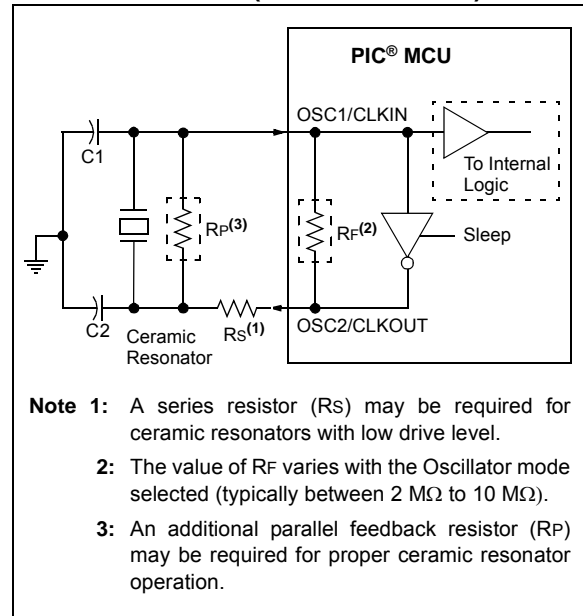 PIC® MCU
OSC1/CLKIN
C1
To Internal
Logic
RP(3)
RF(2)
Sleep
C2
Ceramic
Resonator
RS(1)
OSC2/CLKOUT
Note 1: A series resistor (RS) may be required for
ceramic resonators with low drive level.
2: The value of RF varies with the Oscillator mode
selected (typically between 2 MΩ to 10 MΩ).
3: An additional parallel feedback resistor (RP)
may be required for proper ceramic resonator
operation.